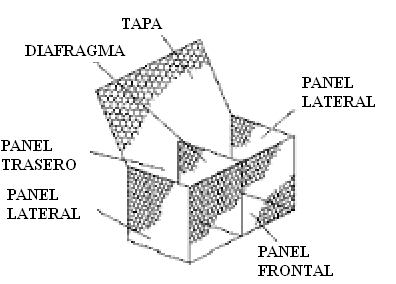 TAPA
DIAFRAGMA
PANEL
LATERAL
PANEL
TRASERO
PANEL
LATERAL
PANEL
FRONTAL